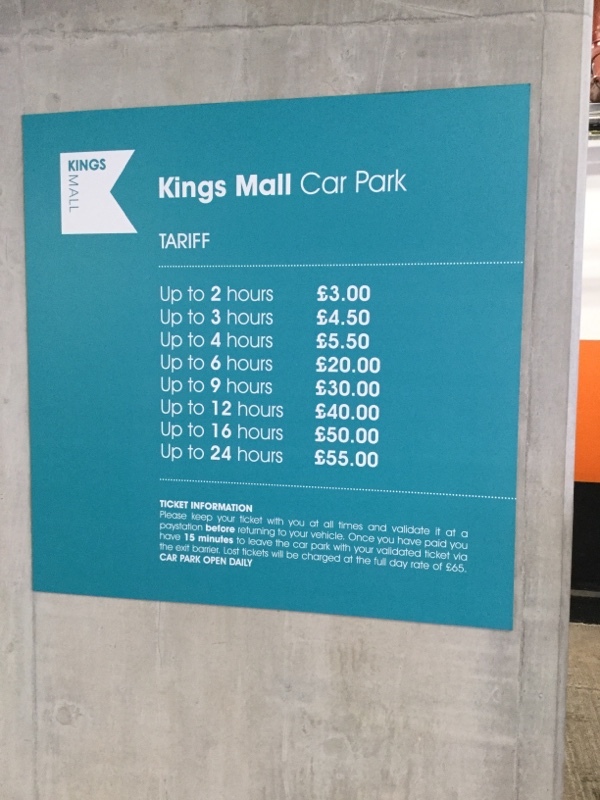 KINGS
MALL
Kings Mall Car Park
TARIFF
Up to 2 hours £3.00
Up to 3 hours £4.50
Up to 4 hours £5.50
Up to 6 hours £20.00
Up to 9 hours £30.00
Up to 12 hours £40.00
Up to 16 hours £50.00
Up to 24 hours £55.00
TICKET INFORMATION
Please keep your ticket with you at all times and validate it at a
paystation before returning to your vehicle. Once you have paid you
have 15 minutes to leave the car park with your validated ticket via
the exit barrier. Lost tickets will be charged at the full day rate of £65.
CAR PARK OPEN DAILY